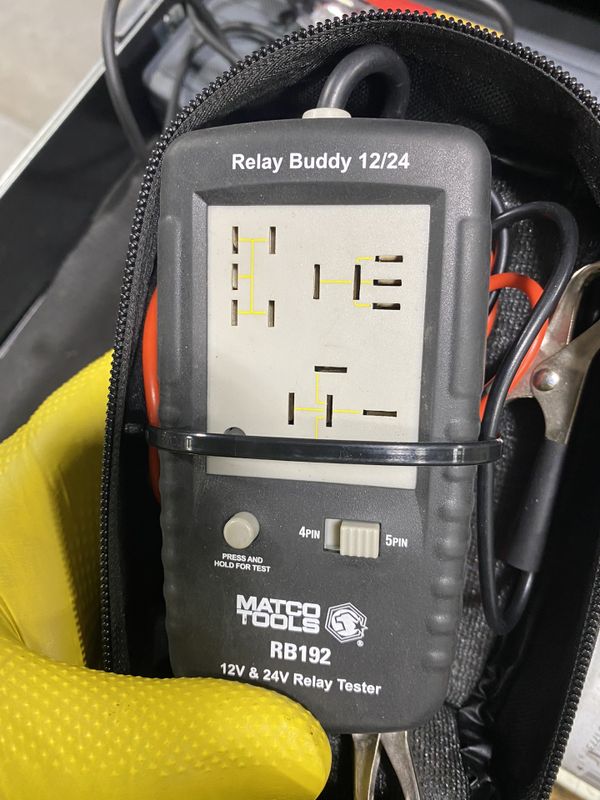 Relay Buddy 12/24
4PIN 5PIN
PRESS AND
HOLD FOR TEST
MATCO
TOOLS
®
RB192
12V & 24V Relay Tester